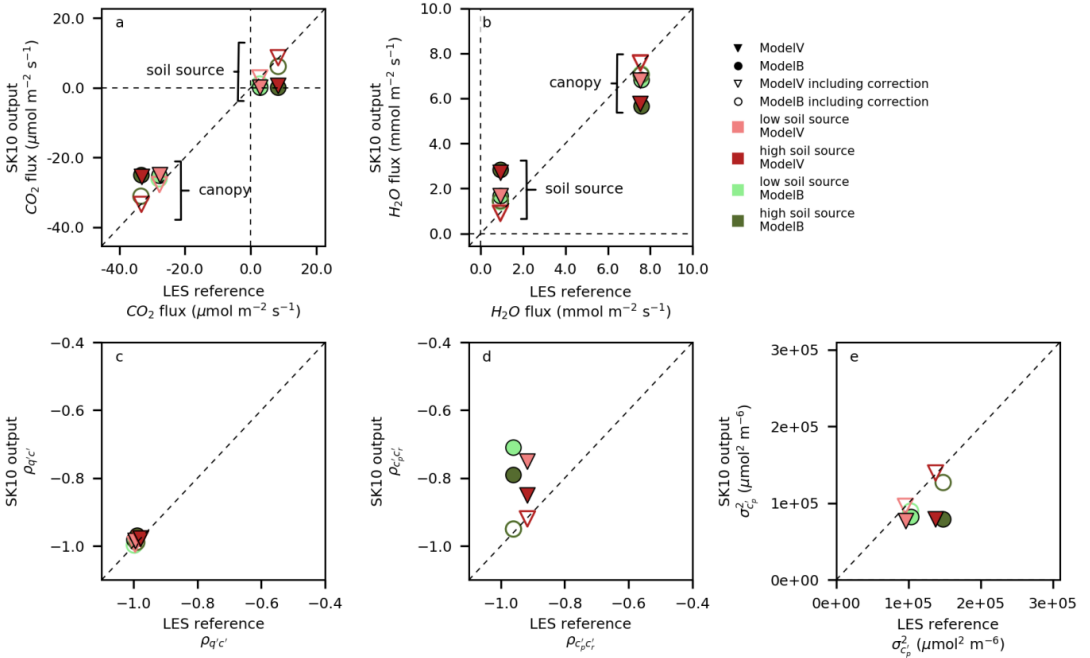 a
20.0
0.0
-20.0
-40.0
SK10 output
CO2 flux (μmol m−2 s−1)
soil source
canopy
-40.0 -20.0 0.0 20.0
LES reference
CO2 flux (μmol m−2 s−1)
b
10.0
8.0
6.0
4.0
2.0
0.0
SK10 output
H2O flux (mmol m−2 s−1)
canopy
soil source
0.0 2.0 4.0 6.0 8.0 10.0
LES reference
H2O flux (mmol m−2 s−1)
ModelV
ModelB
ModelV including correction
ModelB including correction
low soil source
ModelV
high soil source
ModelV
low soil source
ModelB
high soil source
ModelB
c
−0.4
−0.6
−0.8
−1.0
SK10 output
ρq′c′
−1.0 −0.8 −0.6 −0.4
LES reference
ρq′c′
d
−0.4
−0.6
−0.8
−1.0
SK10 output
ρc′pc′r
−1.0 −0.8 −0.6 −0.4
LES reference
ρc′pc′r
e
3e+05
2e+05
1e+05
0e+00
SK10 output
σ2c′p (μmol2 m−6)
0e+00 1e+05 2e+05 3e+05
LES reference
σ2c′p (μmol2 m−6)